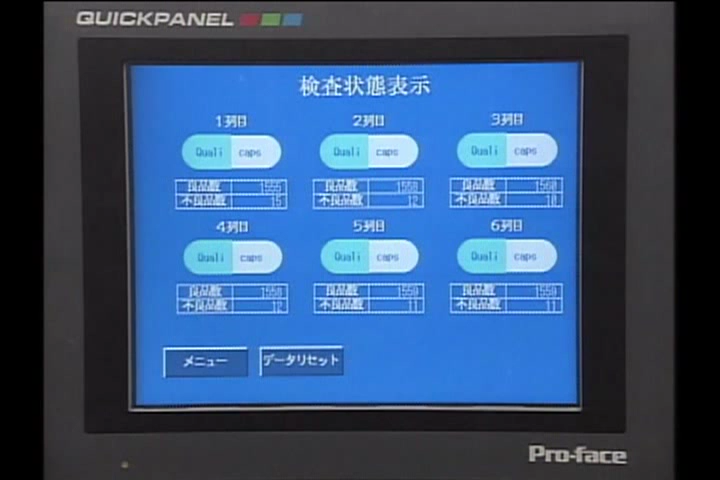 QUICKPANEL
検査状態表示
1列目 2列目 3列目
Quali caps Quali caps Quali caps
良品数 1555 良品数 1558 良品数 1560
不良品数 15 不良品数 12 不良品数 10
4列目 5列目 6列目
Quali caps Quali caps Quali caps
良品数 1558 良品数 1559 良品数 1559
不良品数 12 不良品数 11 不良品数 11
メニュー データリセット
Pro-face